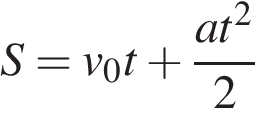 S = v₀t + at²/2